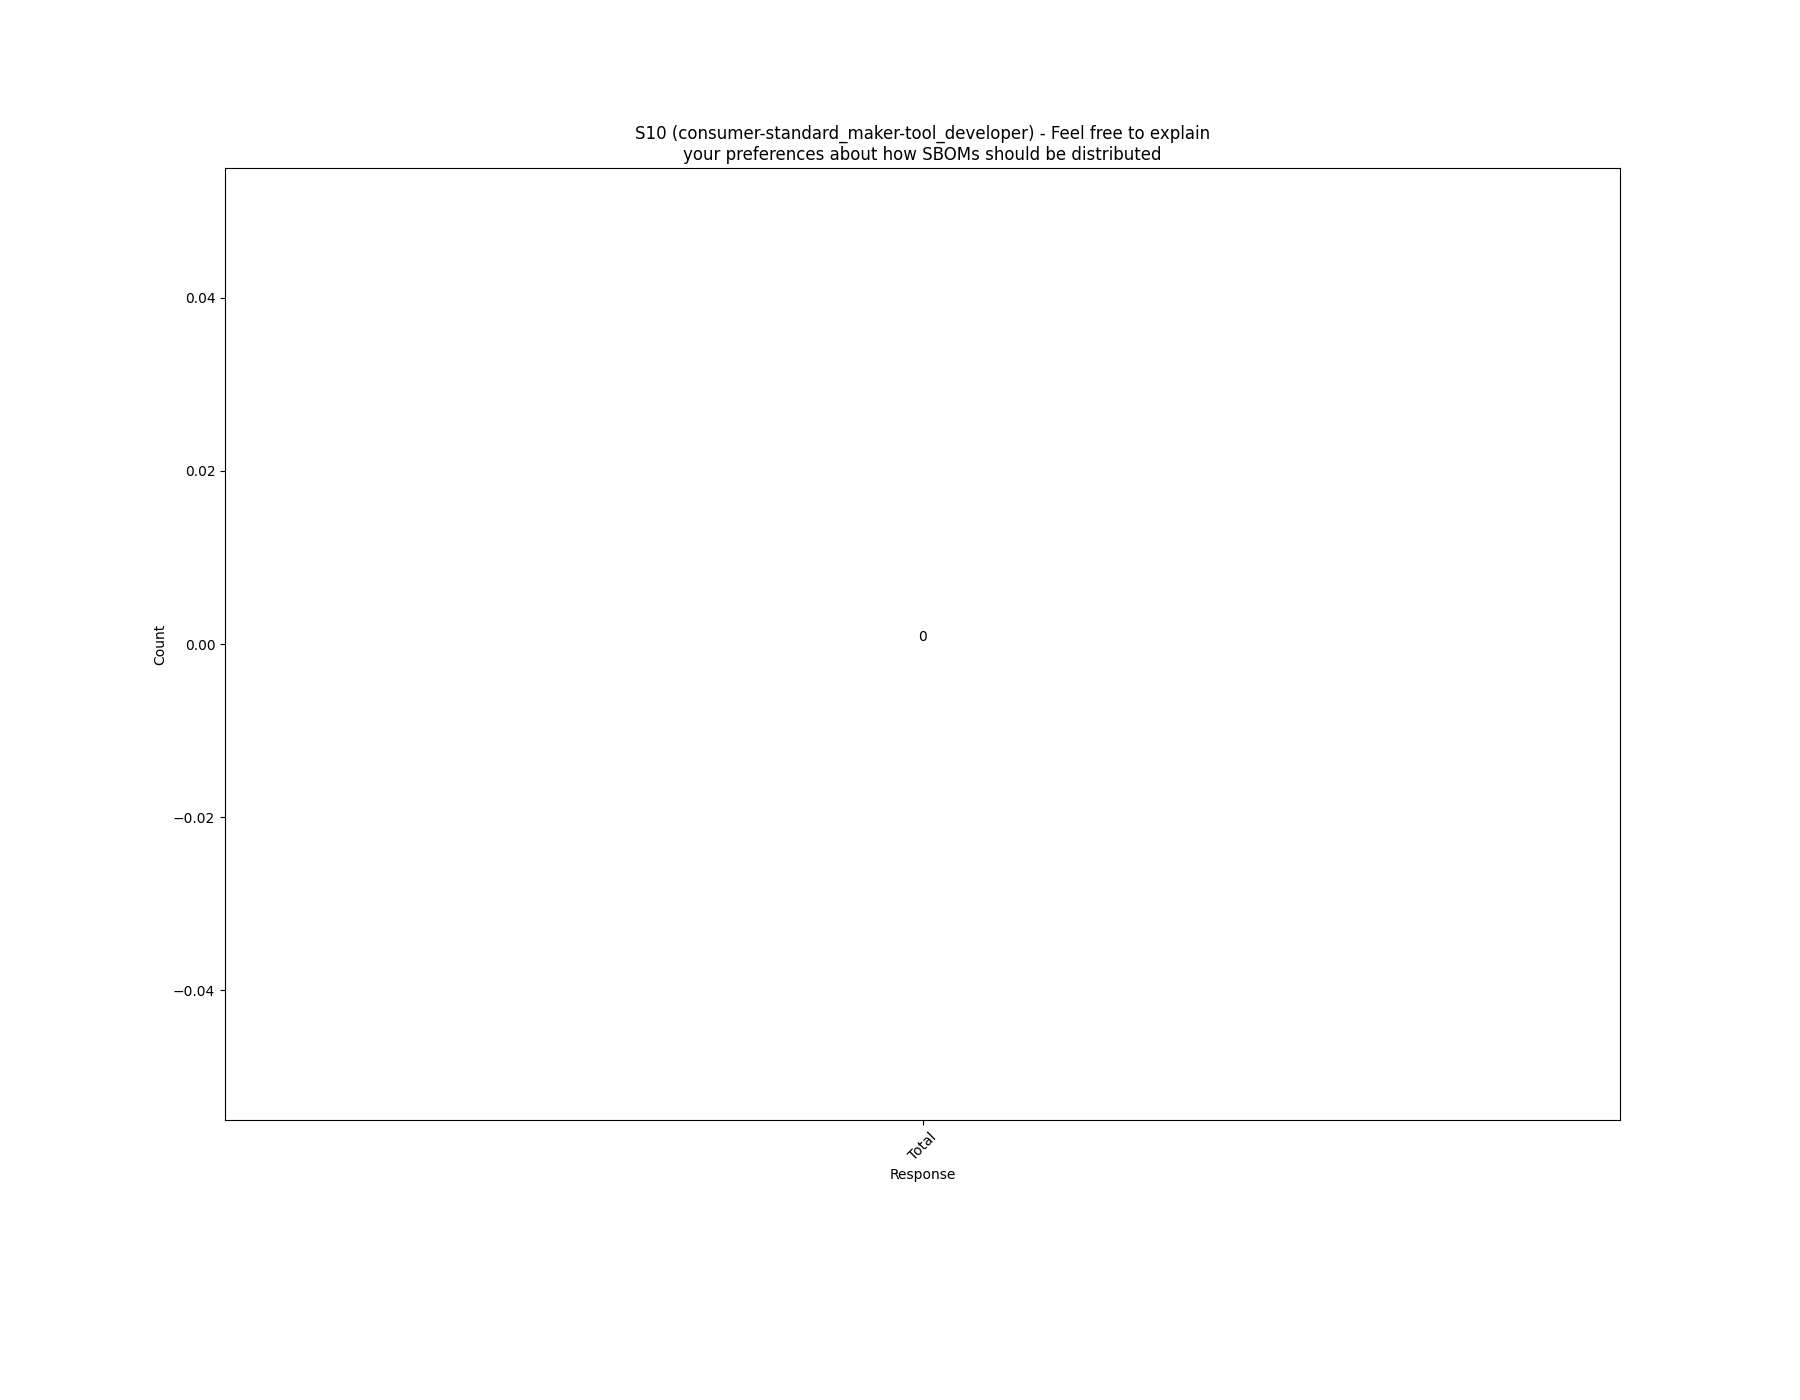 S10 (consumer-standard_maker-tool_developer) - Feel free to explain
your preferences about how SBOMs should be distributed
0.04
0.02
0.00
−0.02
−0.04
Count
0
Total
Response